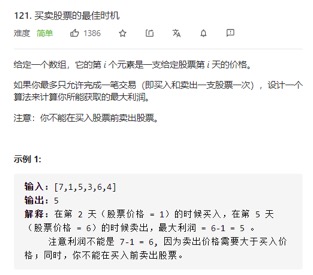 121. 买卖股票的最佳时机
难度 简单 1386
给定一个数组，它的第 i 个元素是一支给定股票第 i 天的价格。
如果你最多只允许完成一笔交易（即买入和卖出一支股票一次），设计一个
算法来计算你所能获取的最大利润。
注意：你不能在买入股票前卖出股票。
示例 1:
输入: [7,1,5,3,6,4]
输出: 5
解释: 在第 2 天（股票价格 = 1）的时候买入，在第 5 天
（股票价格 = 6）的时候卖出，最大利润 = 6-1 = 5 。
注意利润不能是 7-1 = 6, 因为卖出价格需要大于买入价
格；同时，你不能在买入前卖出股票。